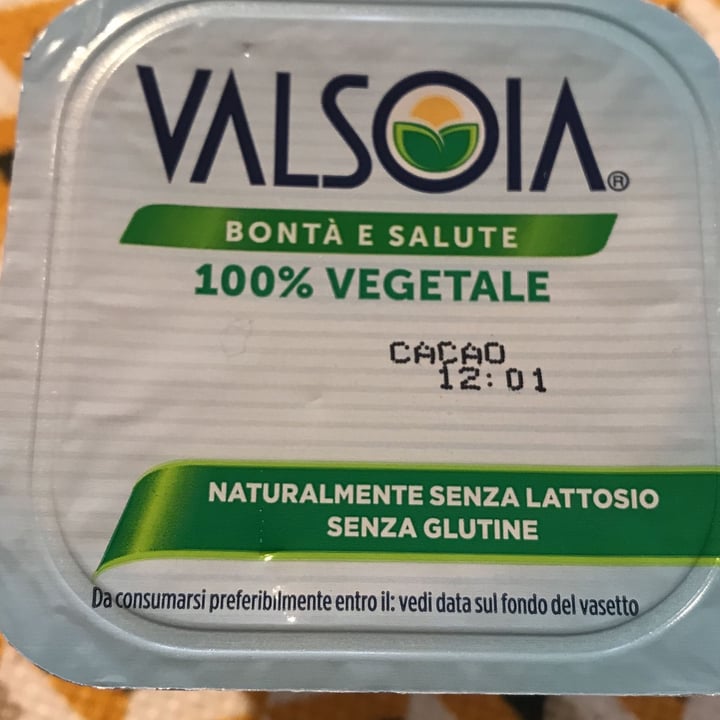 VALSOIA®
BONTÀ E SALUTE
100% VEGETALE
CACAO
12:01
NATURALMENTE SENZA LATTOSIO
SENZA GLUTINE
Da consumarsi preferibilmente entro il: vedi data sul fondo del vasetto